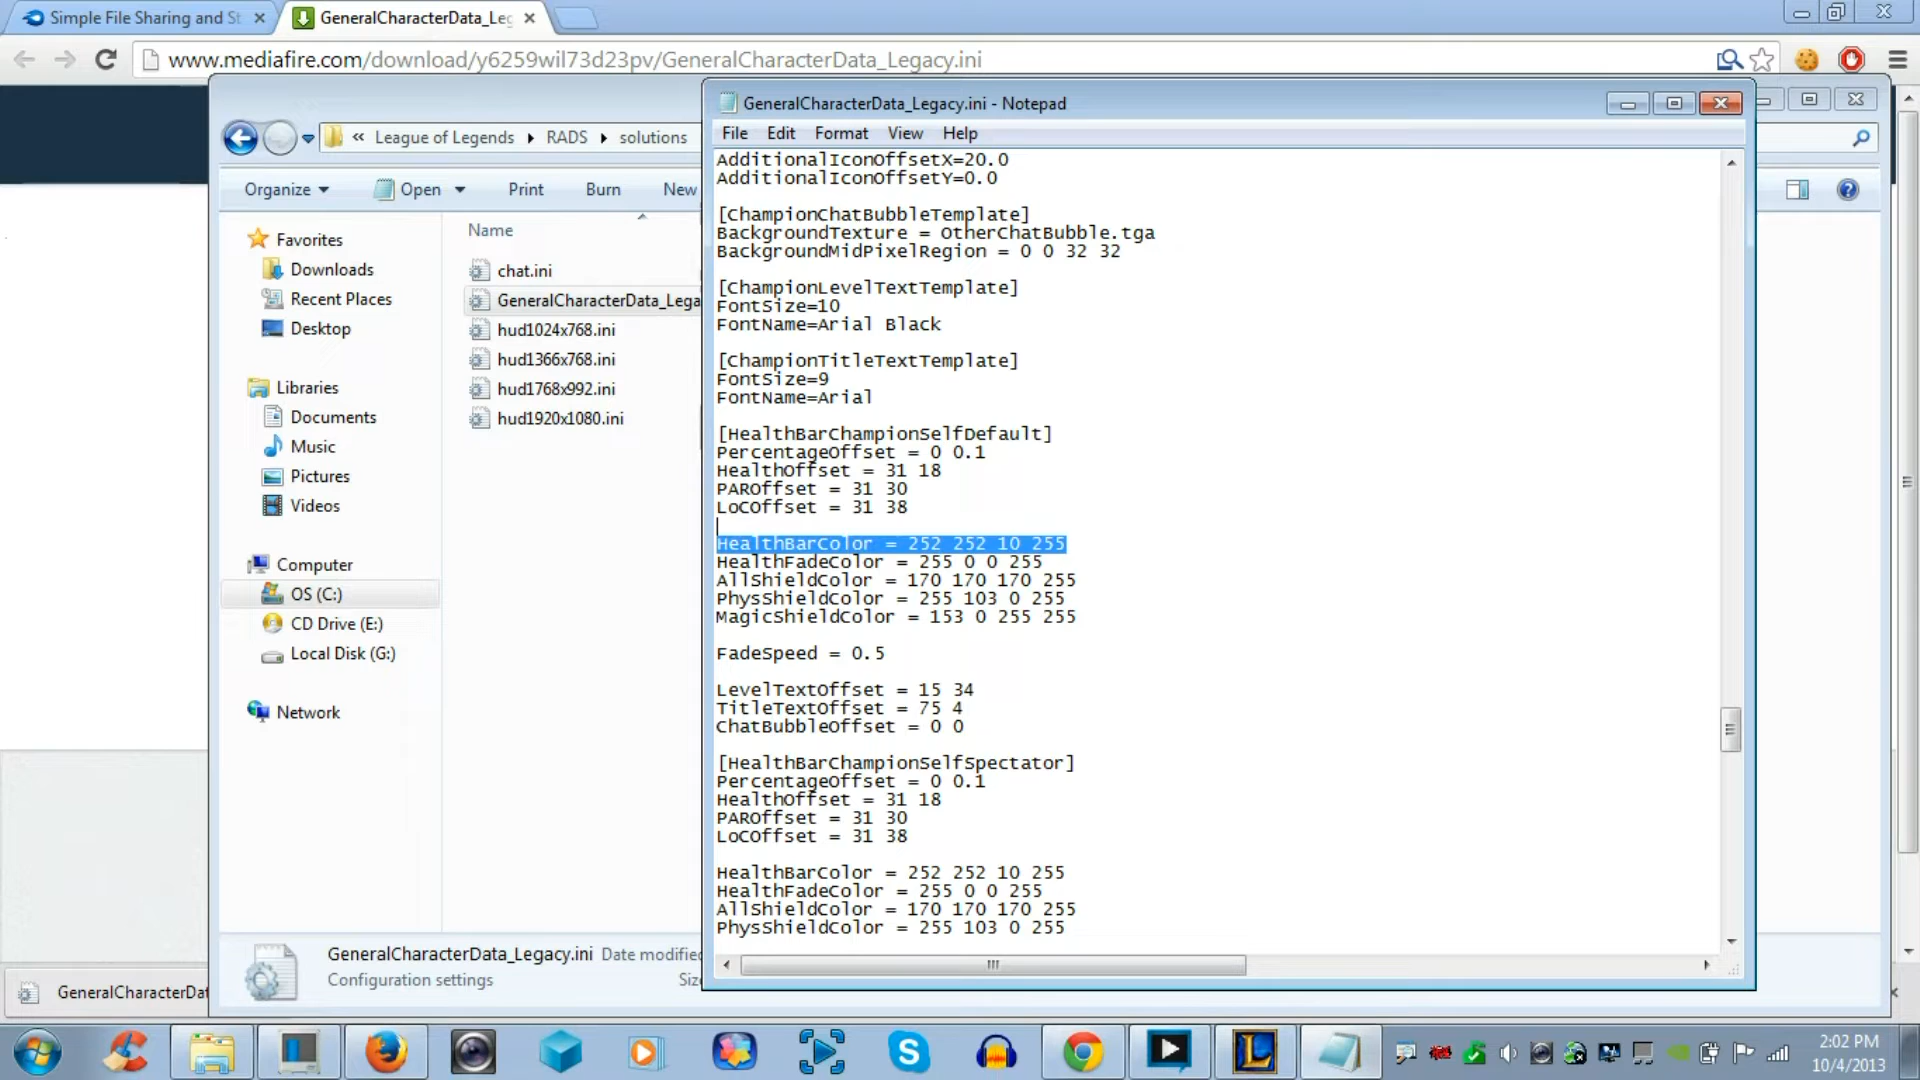 Simple File Sharing and St
GeneralCharacterData_Leg
www.mediafire.com/download/y6259wil73d23pv/GeneralCharacterData_Legacy.ini
GeneralCharacterData_Legacy.ini - Notepad
« League of Legends RADS solutions
File Edit Format View Help
Organize Open Print Burn New
Favorites
Downloads
Recent Places
Desktop
Libraries
Documents
Music
Pictures
Videos
Computer
OS (C:)
CD Drive (E:)
Local Disk (G:)
Network
Name
chat.ini
GeneralCharacterData_Lega
hud1024x768.ini
hud1366x768.ini
hud1768x992.ini
hud1920x1080.ini
AdditionalIconOffsetX=20.0
AdditionalIconOffsetY=0.0
[ChampionChatBubbleTemplate]
BackgroundTexture = OtherChatBubble.tga
BackgroundMidPixelRegion = 0 0 32 32
[ChampionLevelTextTemplate]
FontSize=10
FontName=Arial Black
[ChampionTitleTextTemplate]
FontSize=9
FontName=Arial
[HealthBarChampionSelfDefault]
PercentageOffset = 0 0.1
HealthOffset = 31 18
PAROffset = 31 30
LoCOffset = 31 38
HealthBarColor = 252 252 10 255
HealthFadeColor = 255 0 0 255
AllShieldColor = 170 170 170 255
PhysShieldColor = 255 103 0 255
MagicShieldColor = 153 0 255 255
FadeSpeed = 0.5
LevelTextOffset = 15 34
TitleTextOffset = 75 4
ChatBubbleOffset = 0 0
[HealthBarChampionSelfSpectator]
PercentageOffset = 0 0.1
HealthOffset = 31 18
PAROffset = 31 30
LoCOffset = 31 38
HealthBarColor = 252 252 10 255
HealthFadeColor = 255 0 0 255
AllShieldColor = 170 170 170 255
PhysShieldColor = 255 103 0 255
GeneralCharacterData_Legacy.ini Date modified
Configuration settings Siz
GeneralCharacterDat
2:02 PM
10/4/2013